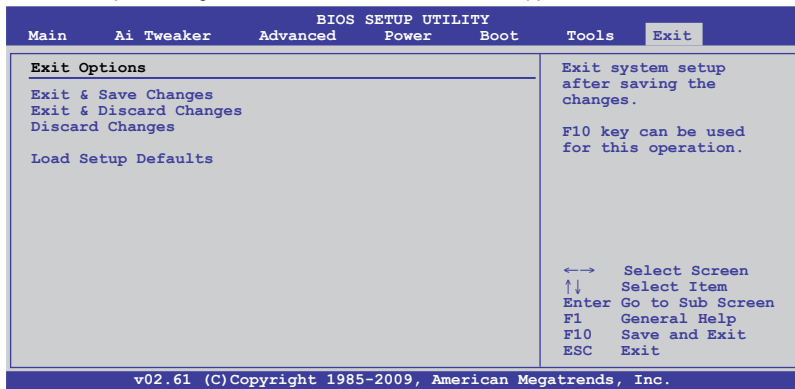 BIOS SETUP UTILITY
Main Ai Tweaker Advanced Power Boot Tools Exit
Exit Options
Exit & Save Changes
Exit & Discard Changes
Discard Changes
Load Setup Defaults
Exit system setup
after saving the
changes.
F10 key can be used
for this operation.
←→ Select Screen
↑↓ Select Item
Enter Go to Sub Screen
F1 General Help
F10 Save and Exit
ESC Exit
v02.61 (C)Copyright 1985-2009, American Megatrends, Inc.